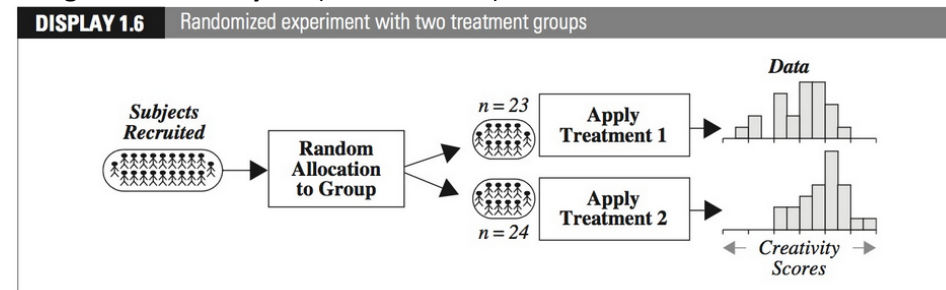 DISPLAY 1.6 Randomized experiment with two treatment groups
Data
Subjects
Recruited
Random
Allocation
to Group
n = 23
Apply
Treatment 1
Apply
Treatment 2
n = 24
Creativity
Scores